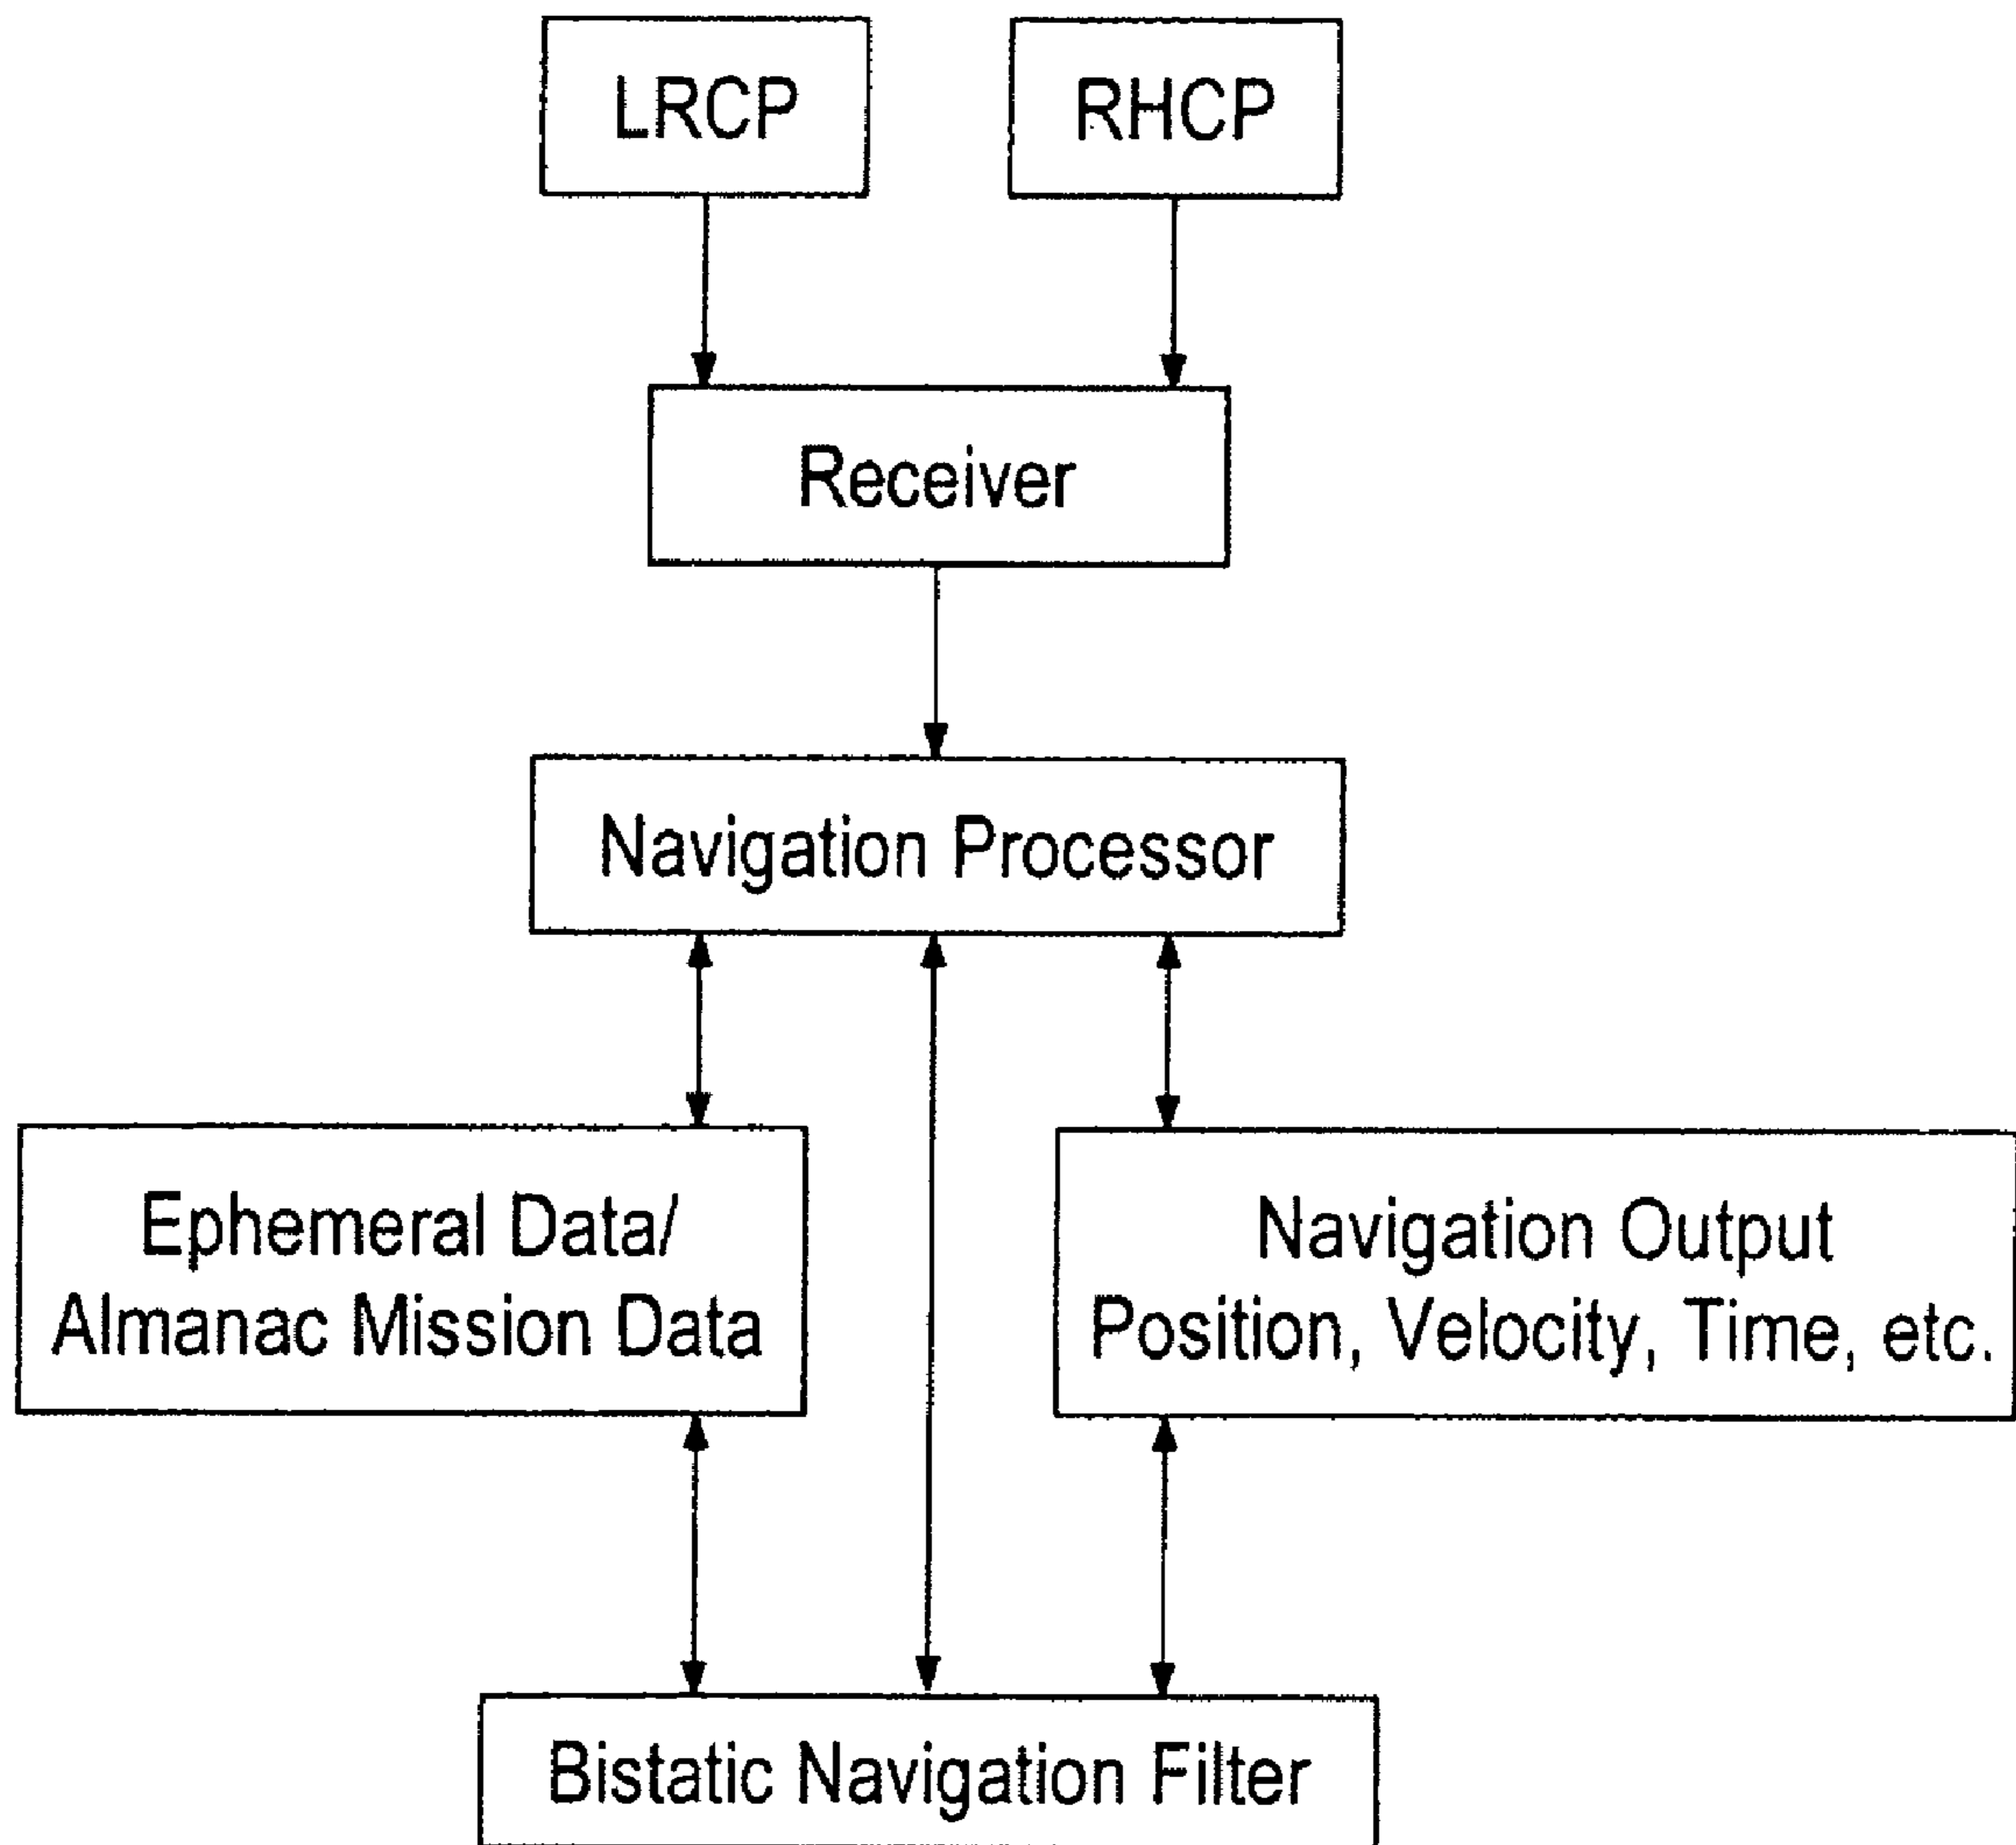 LRCP
RHCP
Receiver
Navigation Processor
Ephemeral Data/
Almanac Mission Data
Navigation Output
Position, Velocity, Time, etc.
Bistatic Navigation Filter